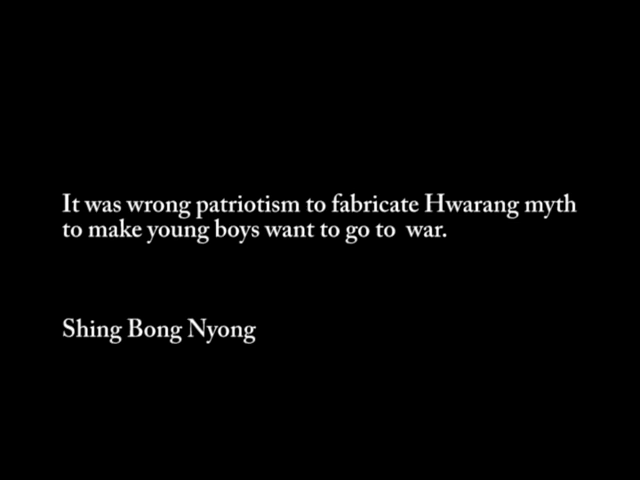 It was wrong patriotism to fabricate Hwarang myth
to make young boys want to go to  war.
Shing Bong Nyong